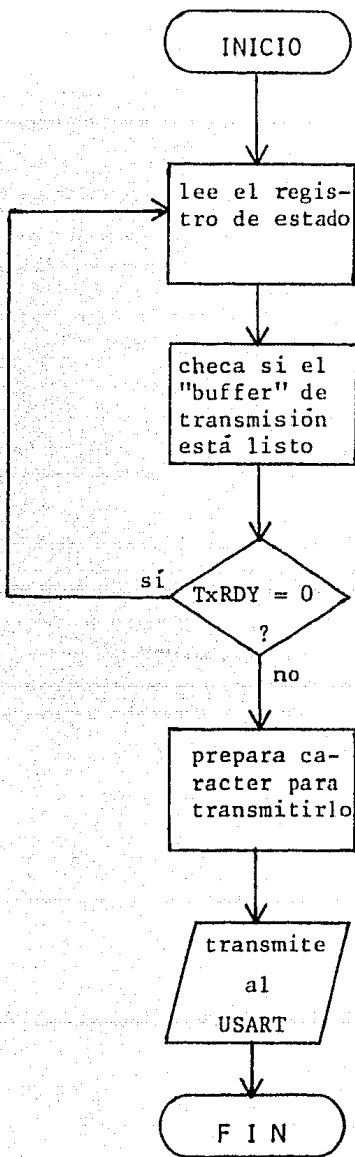 INICIO
lee el regis-
tro de estado
checa si el
"buffer" de
transmisión
está listo
sí
TxRDY = 0
?
no
prepara ca-
racter para
transmitirlo
transmite
al
USART
F I N